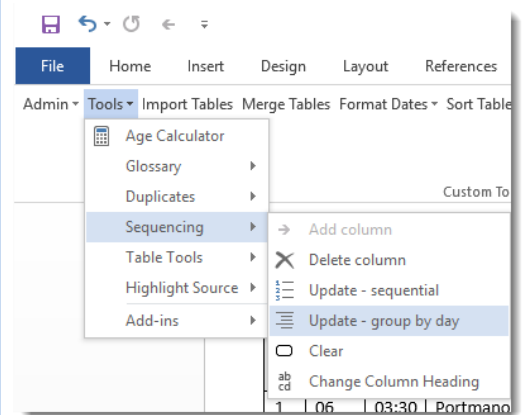 File Home Insert Design Layout References
Admin Tools Import Tables Merge Tables Format Dates Sort Table
Age Calculator
Glossary
Duplicates
Custom To
Sequencing
Add column
Table Tools
Delete column
Highlight Source
Update - sequential
Add-ins
Update - group by day
Clear
ab cd Change Column Heading
1 06 03:30 Portmano